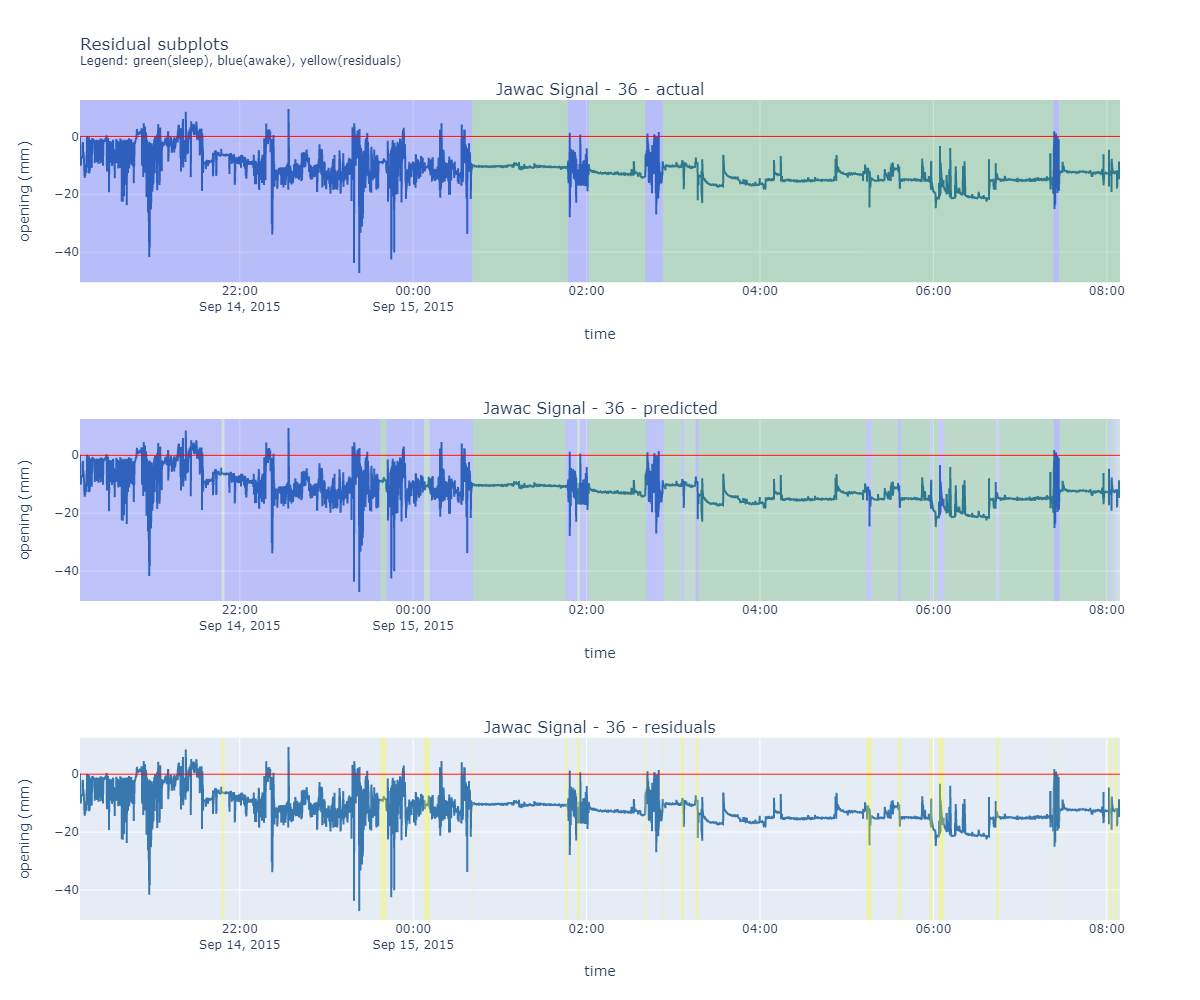 Residual subplots
Legend: green(sleep), blue(awake), yellow(residuals)
Jawac Signal - 36 - actual
opening (mm)
0
−20
−40
22:00 00:00 02:00 04:00 06:00 08:00
Sep 14, 2015 Sep 15, 2015
time
Jawac Signal - 36 - predicted
opening (mm)
0
−20
−40
22:00 00:00 02:00 04:00 06:00 08:00
Sep 14, 2015 Sep 15, 2015
time
Jawac Signal - 36 - residuals
opening (mm)
0
−20
−40
22:00 00:00 02:00 04:00 06:00 08:00
Sep 14, 2015 Sep 15, 2015
time